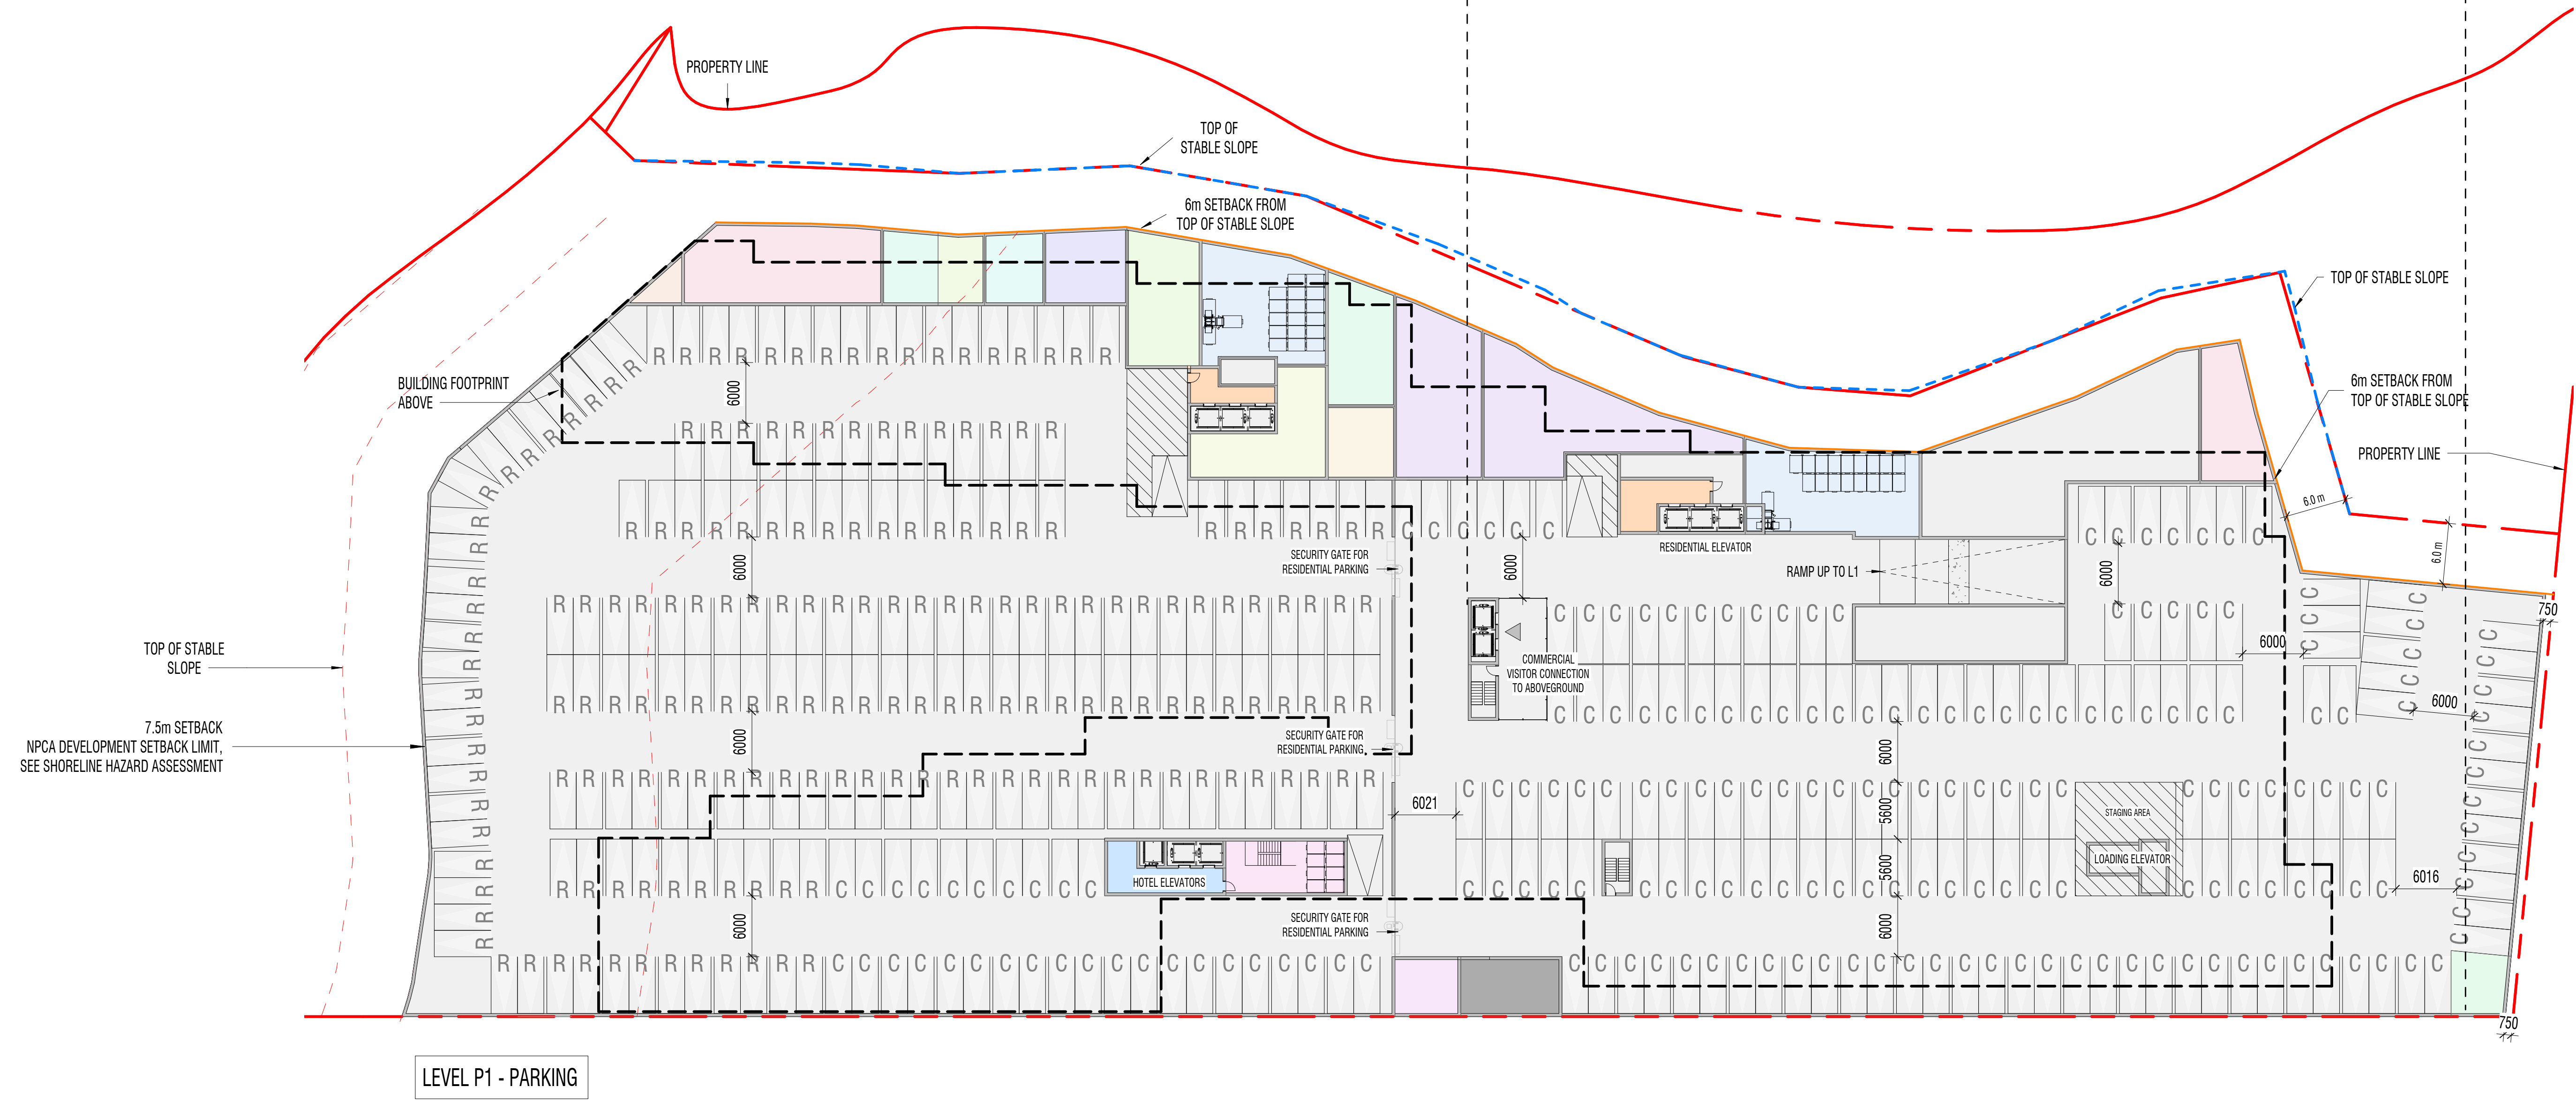 PROPERTY LINE
TOP OF
STABLE SLOPE
6m SETBACK FROM
TOP OF STABLE SLOPE
TOP OF STABLE SLOPE
BUILDING FOOTPRINT
ABOVE
6m SETBACK FROM
TOP OF STABLE SLOPE
PROPERTY LINE
6.0 m
6.0 m
R R R R R R R R R R R R R R R R R
6000
R R R R R R R R R R R R R R
R R R R R R R R R R R R R R R R
R R R R R R R C C C C C C
C C C C C C C
SECURITY GATE FOR
RESIDENTIAL PARKING
RESIDENTIAL ELEVATOR
RAMP UP TO L1
6000
6000
6000
750
R R R R R R R R R R R R R R R R R R R R R R R R R R R R R R
C C C C C C C C C C C
C C C C C
6000
TOP OF STABLE
SLOPE
COMMERCIAL
VISITOR CONNECTION
TO ABOVEGROUND
6000
7.5m SETBACK
NPCA DEVELOPMENT SETBACK LIMIT,
SEE SHORELINE HAZARD ASSESSMENT
R R R R R R R R R R R R R R R R R R R R R R R R R R R R R R
C C C C C C C C C C C C C C C C C C C C C C C C C
C C
6000
SECURITY GATE FOR
RESIDENTIAL PARKING
6000
R R R R R R R R R R R R R R R R R R R R R R R R R R R R R R
C C C C C C C C C C C C C C C C C C C C C C
C C C C C C C C
6021
5600
STAGING AREA
5600
LOADING ELEVATOR
HOTEL ELEVATORS
6016
R R R R R R R R R R C C C C C C C C C C
C C C C C C C C C C C C C C C C C C C C C
C C C C C C C C
SECURITY GATE FOR
RESIDENTIAL PARKING
6000
6000
R R R R R R R R R R R R C C C C C C C C C C C C C C C C C C C C
C C C C C C C C C C C C C C C C C C C C C C C C C C C C C C C C
750
LEVEL P1 - PARKING